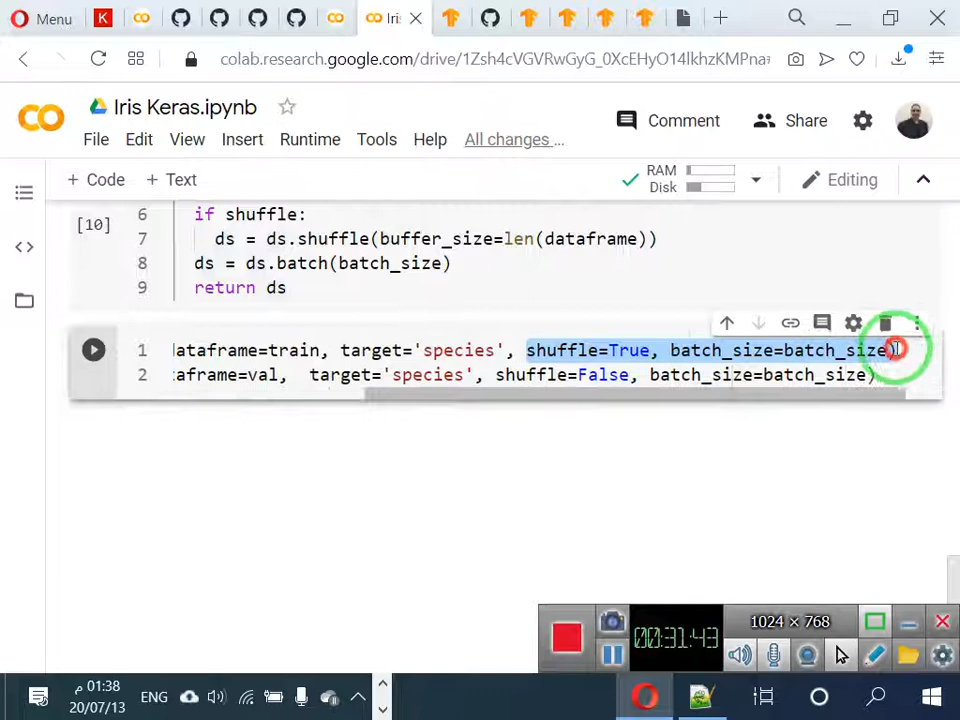 Menu
K
Iri
colab.research.google.com/drive/1Zsh4cVGVRwGyG_0XcEHyO14lkhzKMPna
Iris Keras.ipynb
Comment
Share
File Edit View Insert Runtime Tools Help All changes ...
+ Code + Text
RAM
Disk
Editing
[10]
6 if shuffle:
7 ds = ds.shuffle(buffer_size=len(dataframe))
8 ds = ds.batch(batch_size)
9 return ds
1 dataframe=train, target='species', shuffle=True, batch_size=batch_size)
2 taframe=val, target='species', shuffle=False, batch_size=batch_size)
1024 × 768
00:31:43
01:38 م
20/07/13
ENG